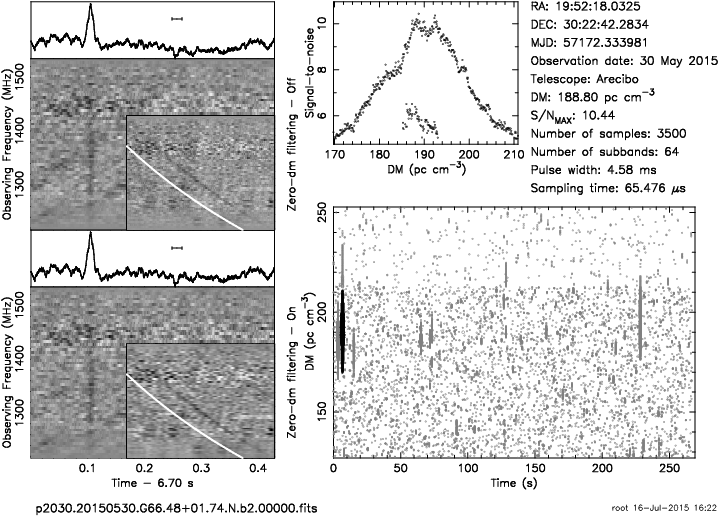 1500
1400
1300
Observing Frequency (MHz)
Zero-dm filtering - Off
1500
1400
1300
Observing Frequency (MHz)
Zero-dm filtering - On
0.1 0.2 0.3 0.4
Time - 6.70 s
10
8
6
Signal-to-noise
170 180 190 200 210
DM (pc cm⁻³)
RA: 19:52:18.0325
DEC: 30:22:42.2834
MJD: 57172.333981
Observation date: 30 May 2015
Telescope: Arecibo
DM: 188.80 pc cm⁻³
S/N_MAX: 10.44
Number of samples: 3500
Number of subbands: 64
Pulse width: 4.58 ms
Sampling time: 65.476 μs
250
200
150
DM (pc cm⁻³)
0 50 100 150 200 250
Time (s)
p2030.20150530.G66.48+01.74.N.b2.00000.fits
root 16-Jul-2015 16:22